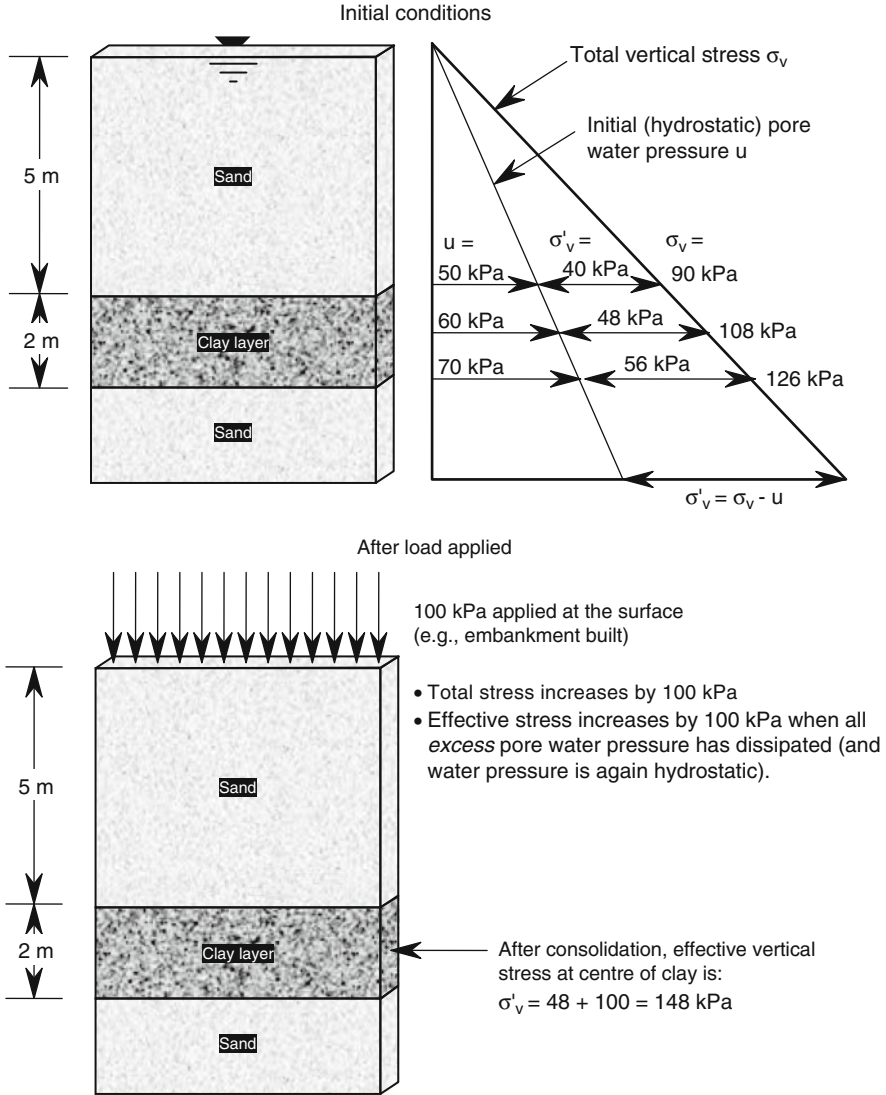 Initial conditions
Total vertical stress σv
Initial (hydrostatic) pore
water pressure u
5 m
Sand
u =
σ'v =
σv =
50 kPa
40 kPa
90 kPa
2 m
Clay layer
60 kPa
48 kPa
108 kPa
70 kPa
56 kPa
126 kPa
Sand
σ'v = σv - u
After load applied
100 kPa applied at the surface
(e.g., embankment built)
• Total stress increases by 100 kPa
• Effective stress increases by 100 kPa when all
excess pore water pressure has dissipated (and
water pressure is again hydrostatic).
5 m
Sand
2 m
Clay layer
After consolidation, effective vertical
stress at centre of clay is:
σ'v = 48 + 100 = 148 kPa
Sand